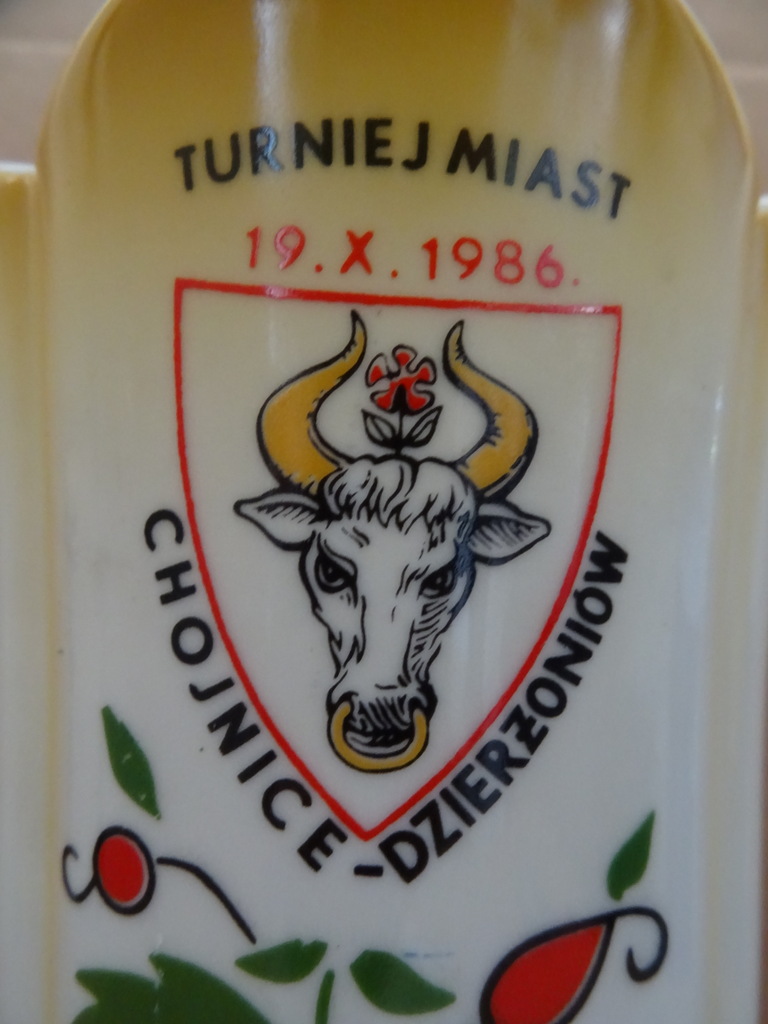 TURNIEJ MIAST
19.X.1986.
CHOJNICE-DZIERŻONIÓW